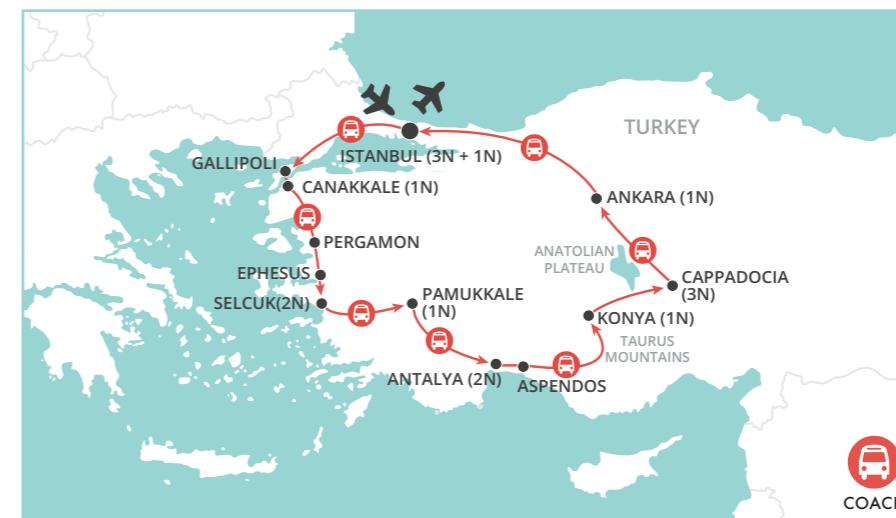 TURKEY
GALLIPOLI
ISTANBUL (3N + 1N)
CANAKKALE (1N)
ANKARA (1N)
PERGAMON
ANATOLIAN
PLATEAU
EPHESUS
CAPPADOCIA
(3N)
SELCUK(2N)
PAMUKKALE
(1N)
KONYA (1N)
TAURUS
MOUNTAINS
ANTALYA (2N)
ASPENDOS
COACH